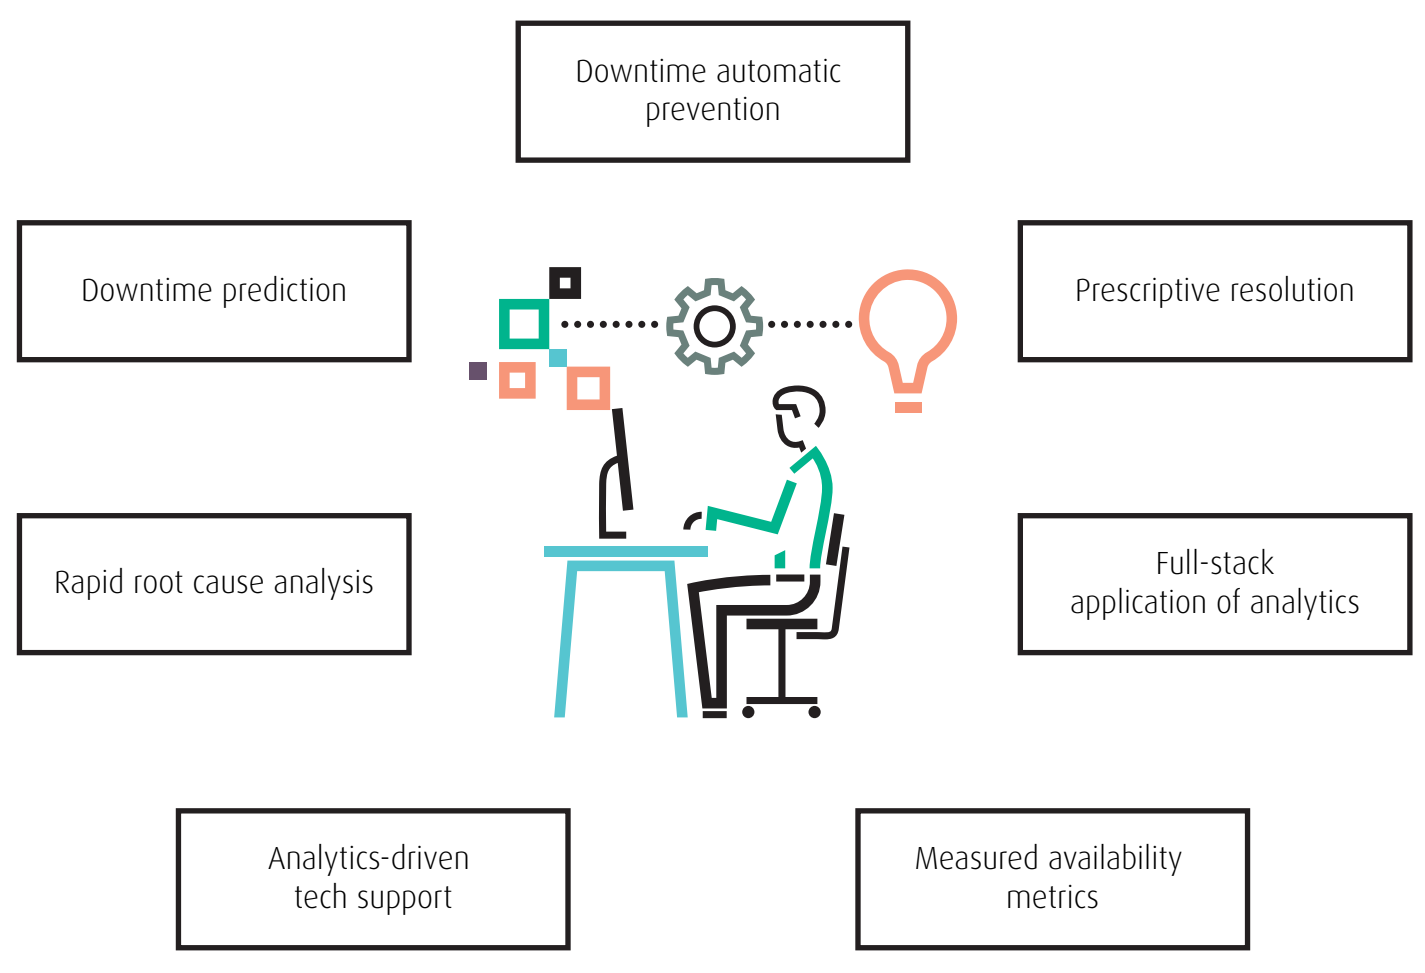 Downtime automatic
prevention
Downtime prediction
Prescriptive resolution
Rapid root cause analysis
Full-stack
application of analytics
Analytics-driven
tech support
Measured availability
metrics